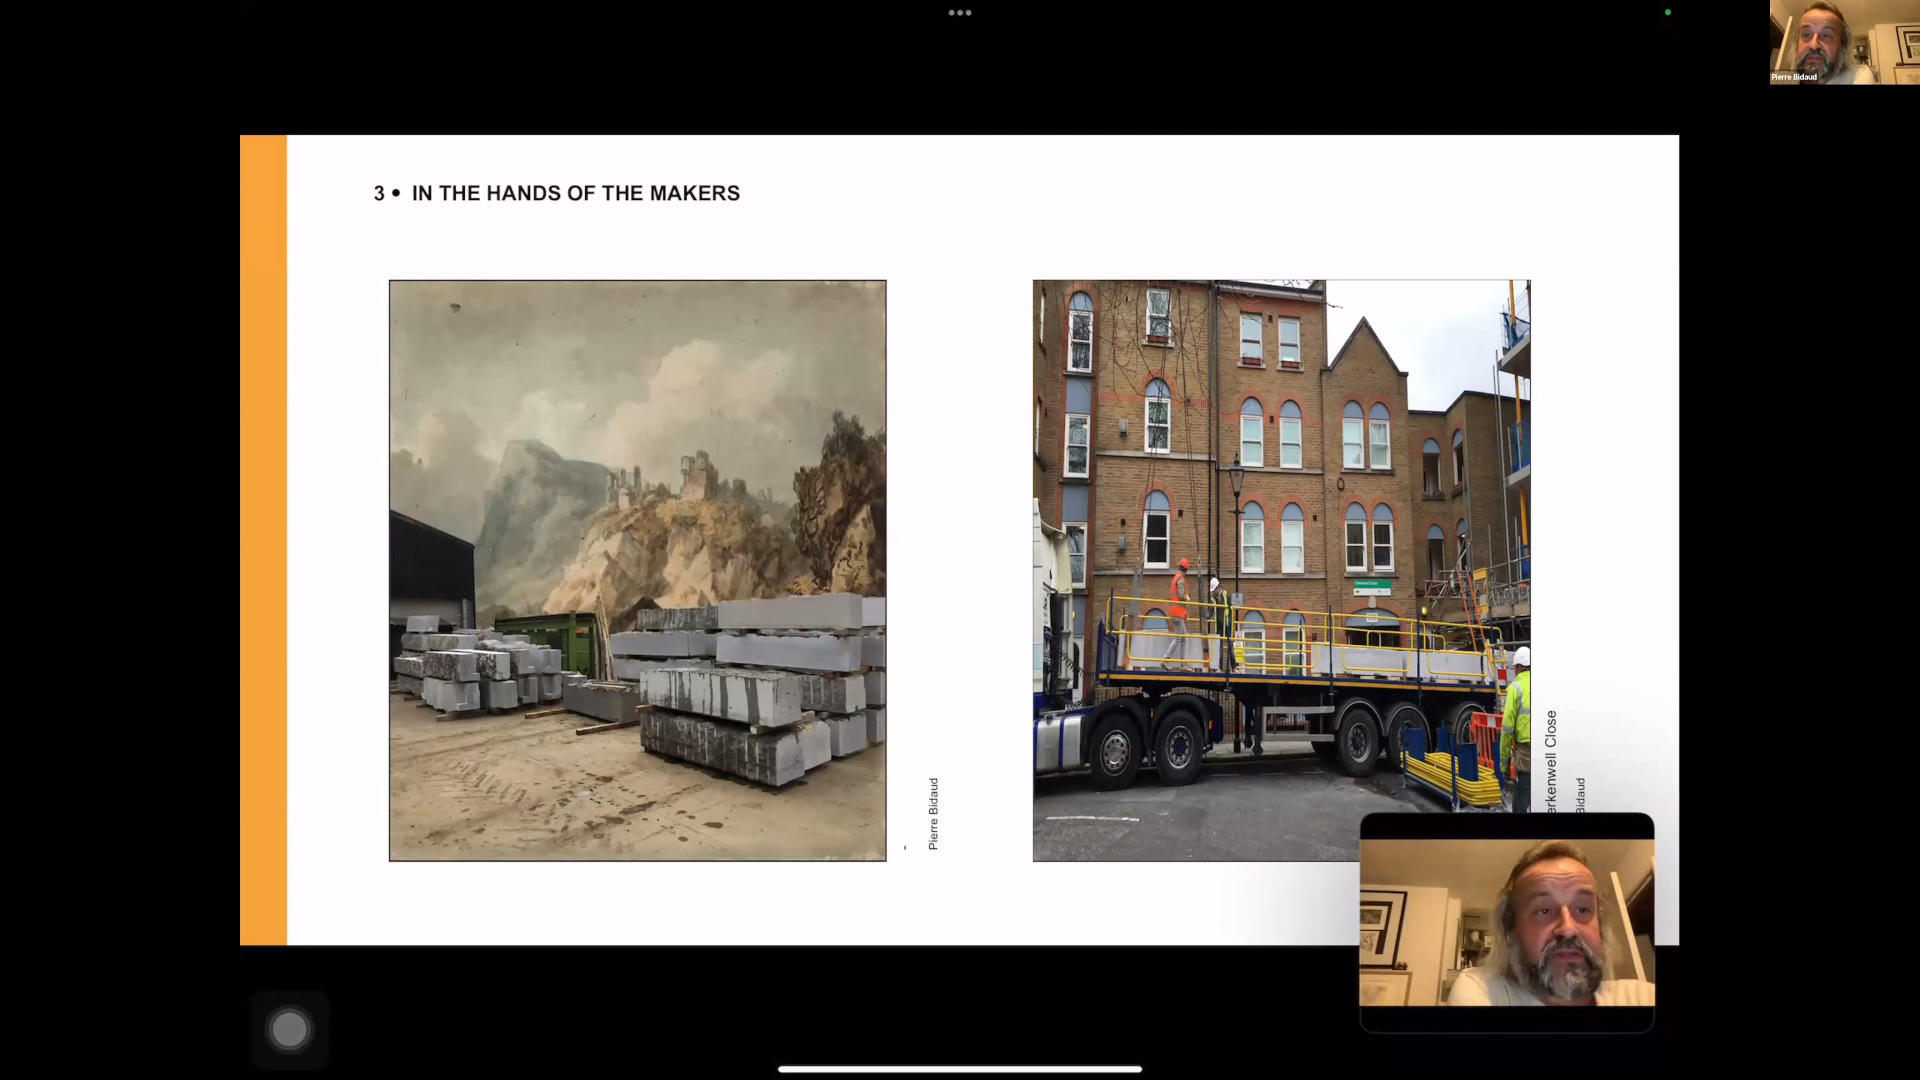 Pierre Bidaud
3 • IN THE HANDS OF THE MAKERS
-
Pierre Bidaud
erkenwell Close
Bidaud